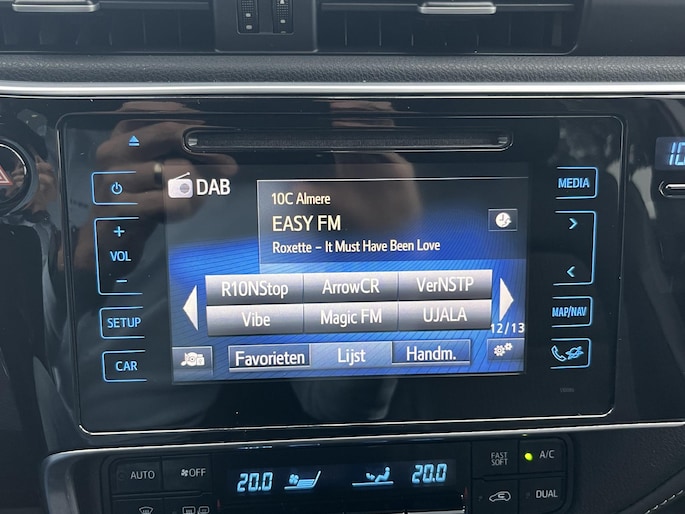 DAB
10C Almere
EASY FM
Roxette – It Must Have Been Love
R10NStop ArrowCR VerNSTP
Vibe Magic FM UJALA
12/13
Favorieten Lijst Handm.
+
VOL
−
SETUP
CAR
MEDIA
>
<
MAP/NAV
10
AUTO OFF
20.0 20.0
FAST
SOFT
A/C
DUAL